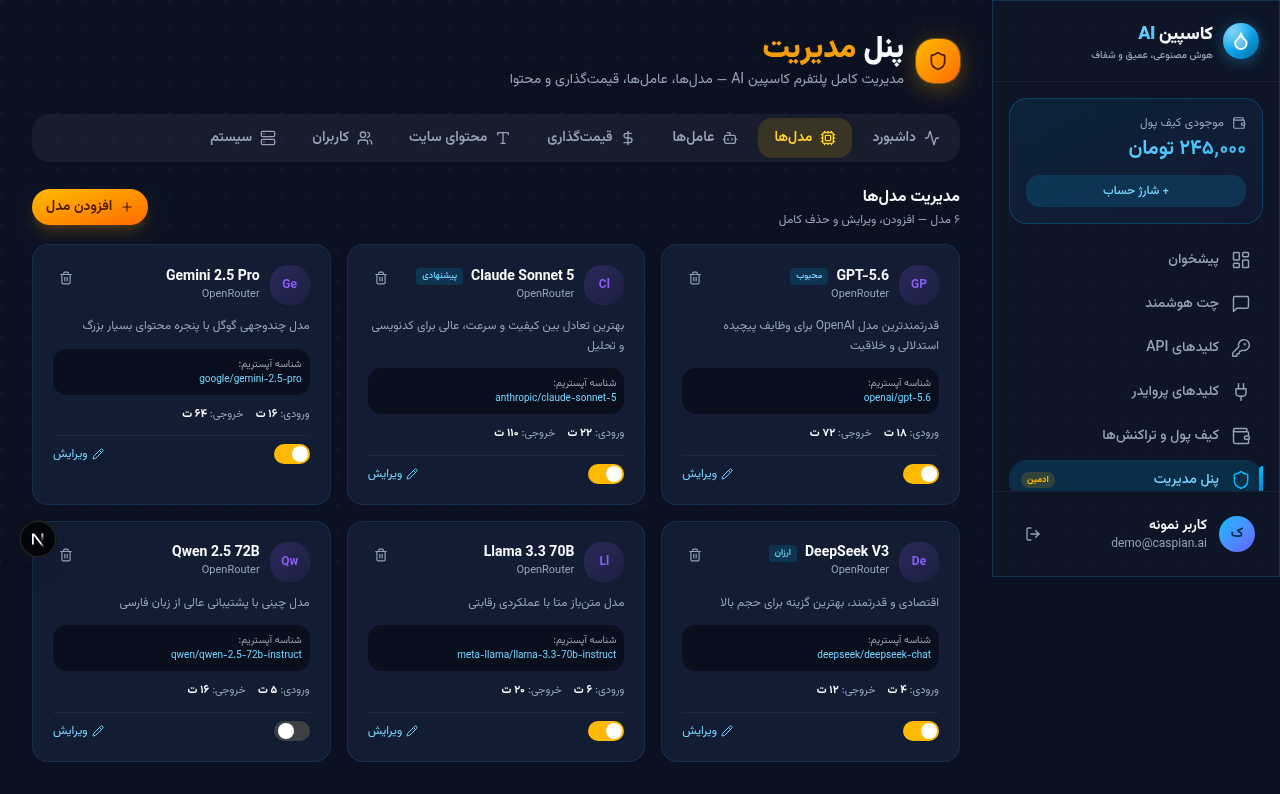 کاسپین AI
هوش مصنوعی، عمیق و شفاف
موجودی کیف پول
۲۴۵,۰۰۰ تومان
+ شارژ حساب
پیشخوان
چت هوشمند
کلیدهای API
کلیدهای پروایدر
کیف پول و تراکنش‌ها
پنل مدیریت ادمین
ک
کاربر نمونه
demo@caspian.ai
پنل مدیریت
مدیریت کامل پلتفرم کاسپین AI — مدل‌ها، عامل‌ها، قیمت‌گذاری و محتوا
داشبورد مدل‌ها عامل‌ها قیمت‌گذاری محتوای سایت کاربران سیستم
مدیریت مدل‌ها
۶ مدل — افزودن، ویرایش و حذف کامل
افزودن مدل
GP
GPT-5.6 محبوب
OpenRouter
قدرتمندترین مدل OpenAI برای وظایف پیچیده
استدلالی و خلاقیت
شناسه آپستریم:
openai/gpt-5.6
ورودی: ۱۸ ت خروجی: ۷۲ ت
ویرایش
Cl
Claude Sonnet 5 پیشنهادی
OpenRouter
بهترین تعادل بین کیفیت و سرعت، عالی برای کدنویسی
و تحلیل
شناسه آپستریم:
anthropic/claude-sonnet-5
ورودی: ۲۲ ت خروجی: ۱۱۰ ت
ویرایش
Ge
Gemini 2.5 Pro
OpenRouter
مدل چندوجهی گوگل با پنجره محتوای بسیار بزرگ
شناسه آپستریم:
google/gemini-2.5-pro
ورودی: ۱۶ ت خروجی: ۶۴ ت
ویرایش
De
DeepSeek V3 ارزان
OpenRouter
اقتصادی و قدرتمند، بهترین گزینه برای حجم بالا
شناسه آپستریم:
deepseek/deepseek-chat
ورودی: ۴ ت خروجی: ۱۲ ت
ویرایش
Ll
Llama 3.3 70B
OpenRouter
مدل متن‌باز متا با عملکردی رقابتی
شناسه آپستریم:
meta-llama/llama-3.3-70b-instruct
ورودی: ۶ ت خروجی: ۲۰ ت
ویرایش
Qw
Qwen 2.5 72B
OpenRouter
مدل چینی با پشتیبانی عالی از زبان فارسی
شناسه آپستریم:
qwen/qwen-2.5-72b-instruct
ورودی: ۵ ت خروجی: ۱۶ ت
ویرایش
N